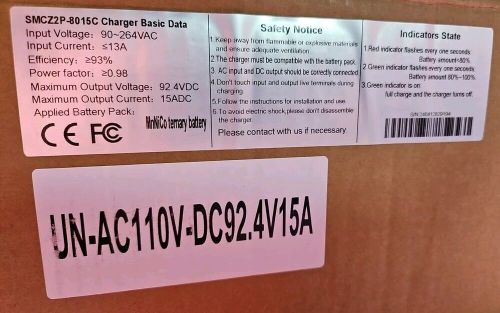 SMCZ2P-8015C Charger Basic Data
Input Voltage: 90~264VAC
Input Current: ≤13A
Efficiency: ≥93%
Power factor: ≥0.98
Maximum Output Voltage: 92.4VDC
Maximum Output Current: 15ADC
Applied Battery Pack:
MnNiCo ternary battery
CE FC
Safety Notice
1.Keep away from flammable or explosive materials
and ensure adequate ventilation.
2.The charger must be compatible with the battery pack.
3. AC input and DC output should be connected correctly.
4.Don't touch input and output live terminals during
charging.
5.Follow the instructions for installation and use.
6.To avoid electric shock,please don't disassemble
the charger.
Please contact with us if necessary.
Indicators State
1.Red indicator flashes every one seconds:
Battery amount<80%
2.Green indicator flashes every one seconds:
Battery amount 80%~100%
3.Green indicator is on:
full charge and the charger turns off.
UN-AC110V-DC92.4V15A